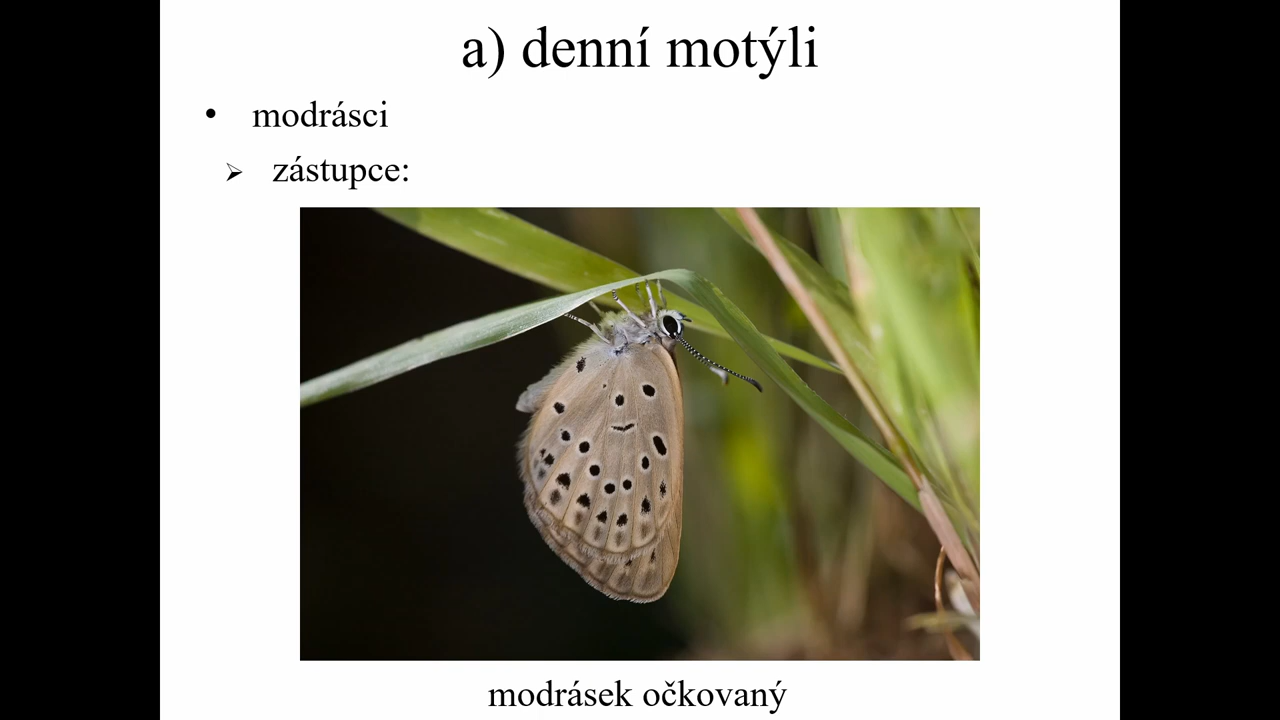 a) denní motýli
• modrásci
➢ zástupce:
modrásek očkovaný